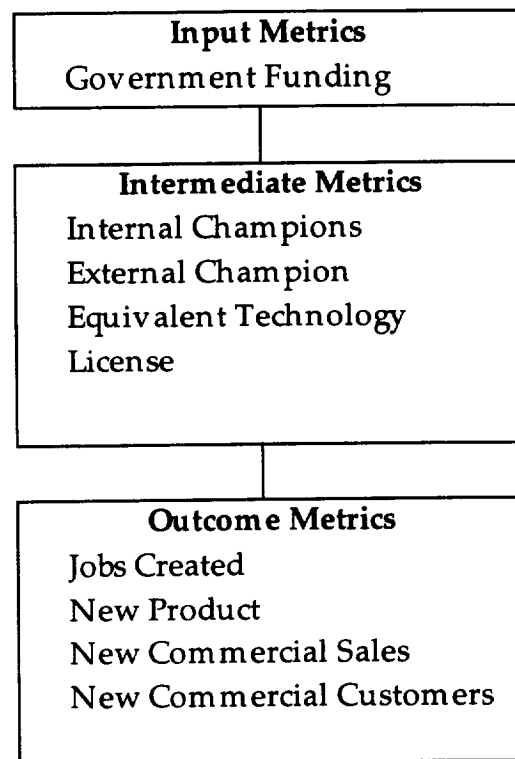 Input Metrics
Government Funding
Intermediate Metrics
Internal Champions
External Champion
Equivalent Technology
License
Outcome Metrics
Jobs Created
New Product
New Commercial Sales
New Commercial Customers